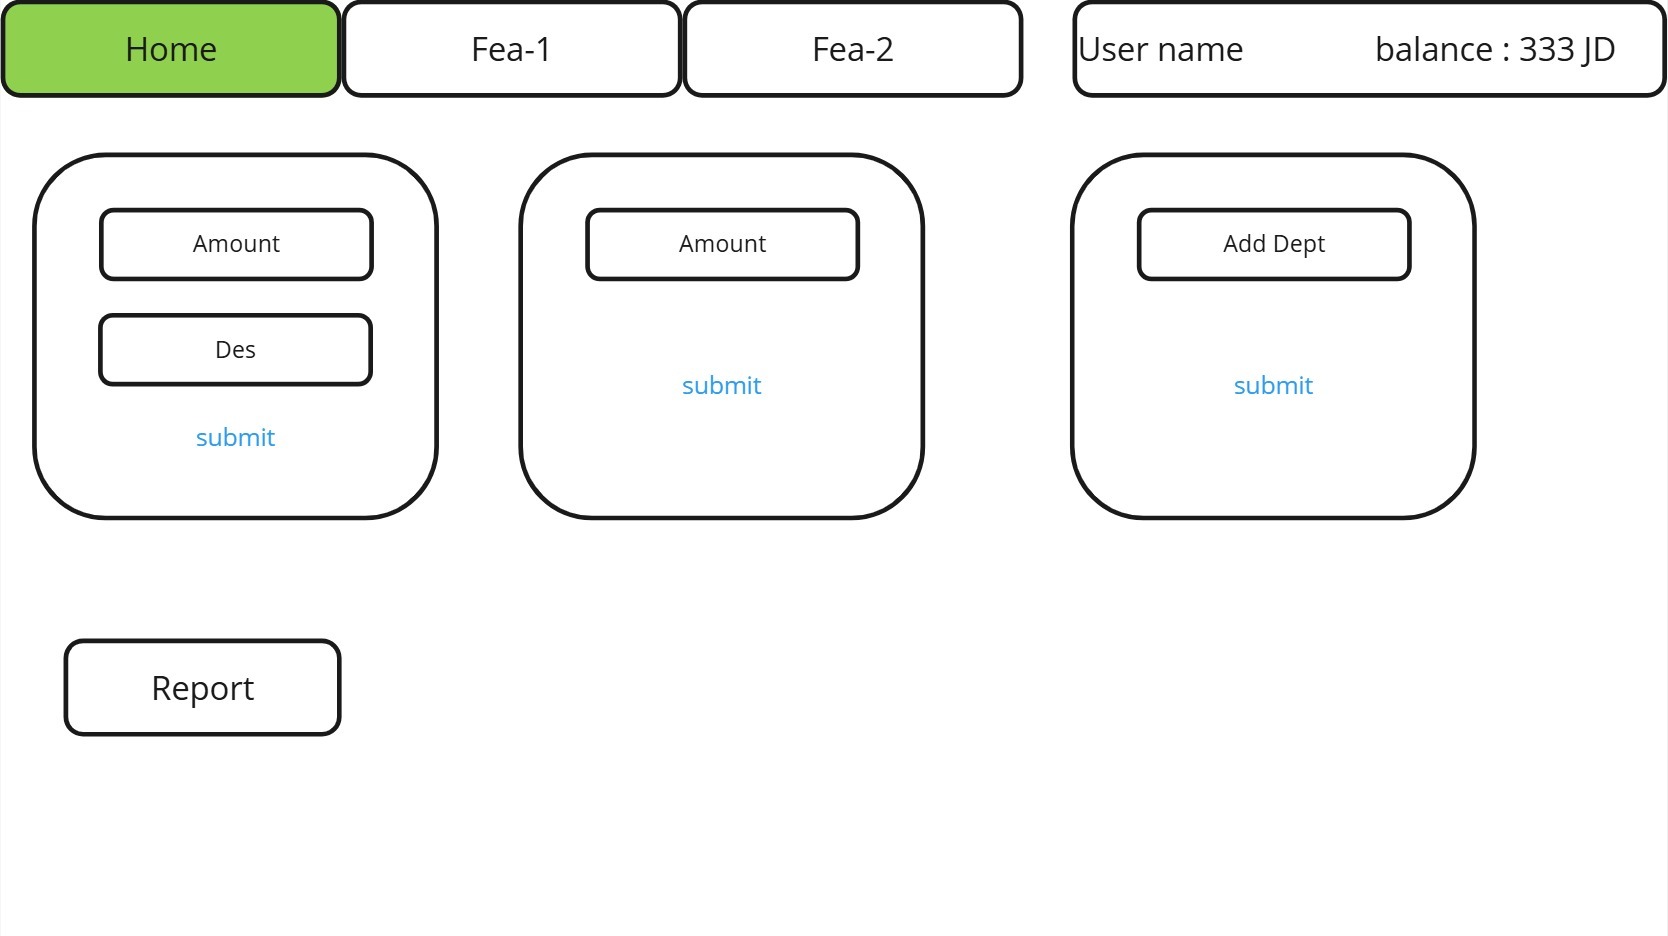 Home
Fea-1
Fea-2
User name
balance : 333 JD
Amount
Des
submit
Amount
submit
Add Dept
submit
Report